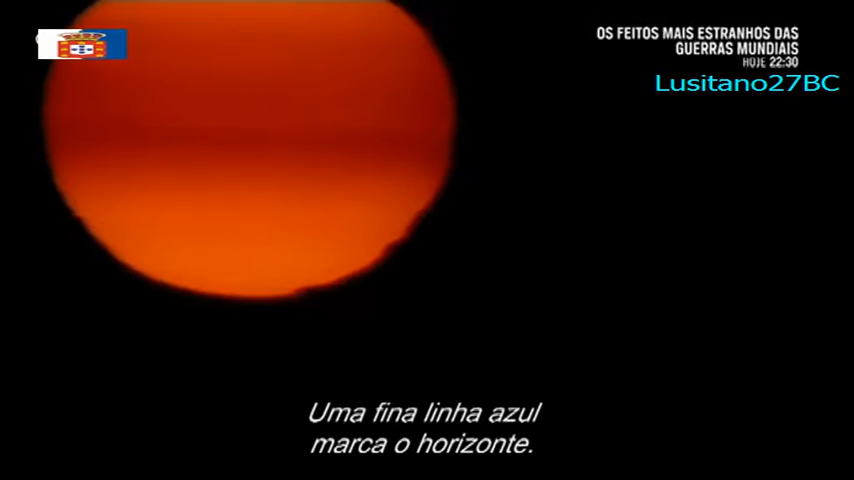 OS FEITOS MAIS ESTRANHOS DAS
GUERRAS MUNDIAIS
HOJE 22:30
Lusitano27BC
Uma fina linha azul
marca o horizonte.